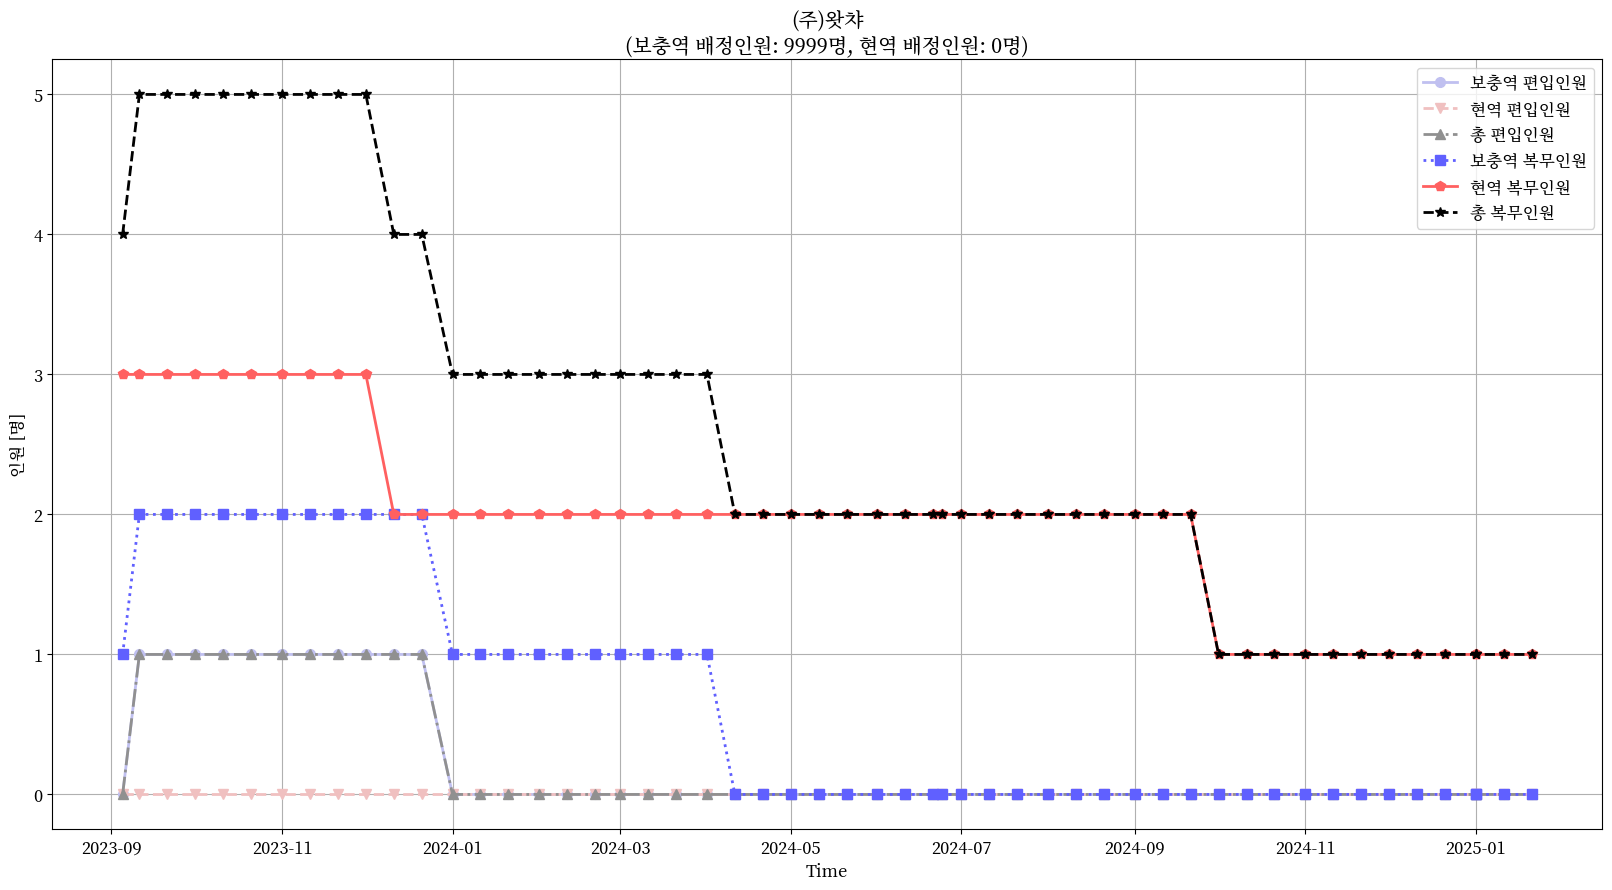 (주)왓챠
(보충역 배정인원: 9999명, 현역 배정인원: 0명)
보충역 편입인원
현역 편입인원
총 편입인원
보충역 복무인원
현역 복무인원
총 복무인원
인원 [명]
5
4
3
2
1
0
2023-09
2023-11
2024-01
2024-03
2024-05
2024-07
2024-09
2024-11
2025-01
Time